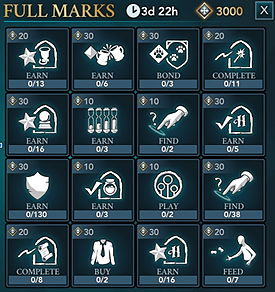 FULL MARKS 3d 22h 3000 X
20 30 30 20
EARN EARN BOND COMPLETE
0/13 0/6 0/3 0/11
30 30 10 30
EARN EARN FIND EARN
0/16 0/3 0/2 0/5
30 10 10 30
EARN EARN PLAY FIND
0/130 0/3 0/2 0/38
20 30 30 20
COMPLETE BUY EARN FEED
0/8 0/2 0/16 0/7